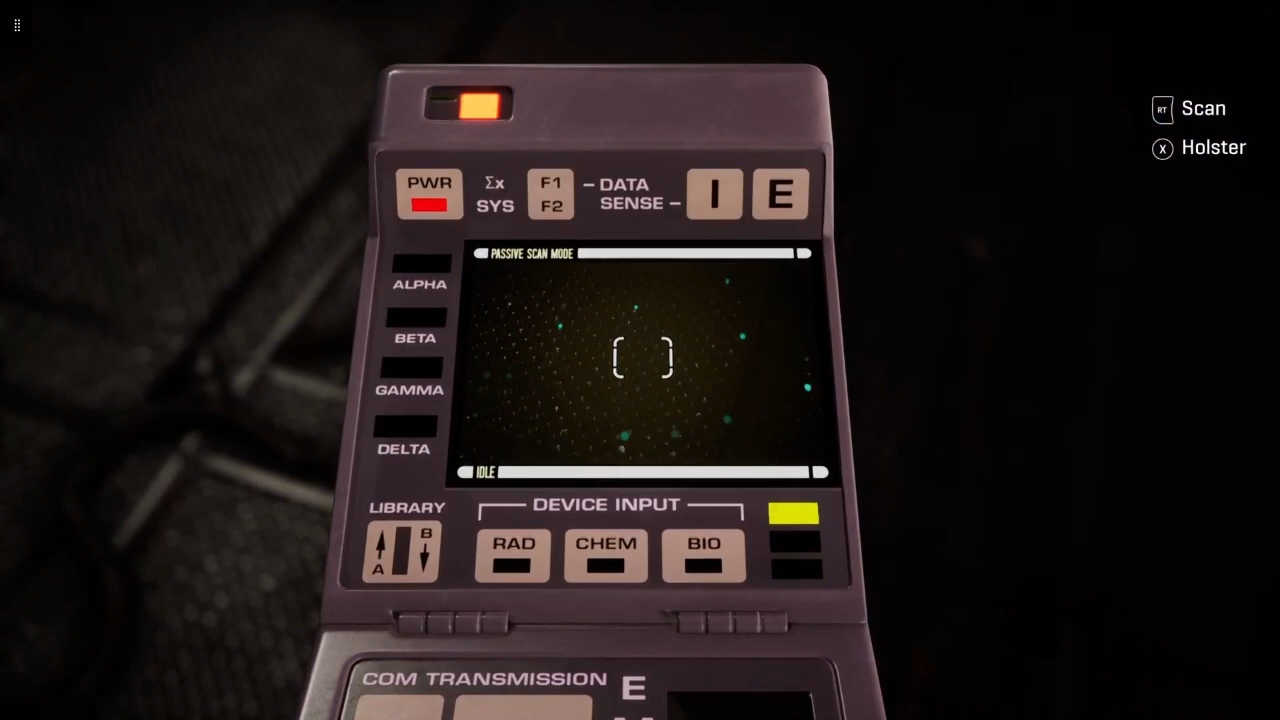 RT Scan
X Holster
PWR
Σx
SYS
F1
F2
– DATA
SENSE –
I
E
PASSIVE SCAN MODE
ALPHA
BETA
GAMMA
DELTA
IDLE
LIBRARY
B
A
DEVICE INPUT
RAD
CHEM
BIO
COM TRANSMISSION
E